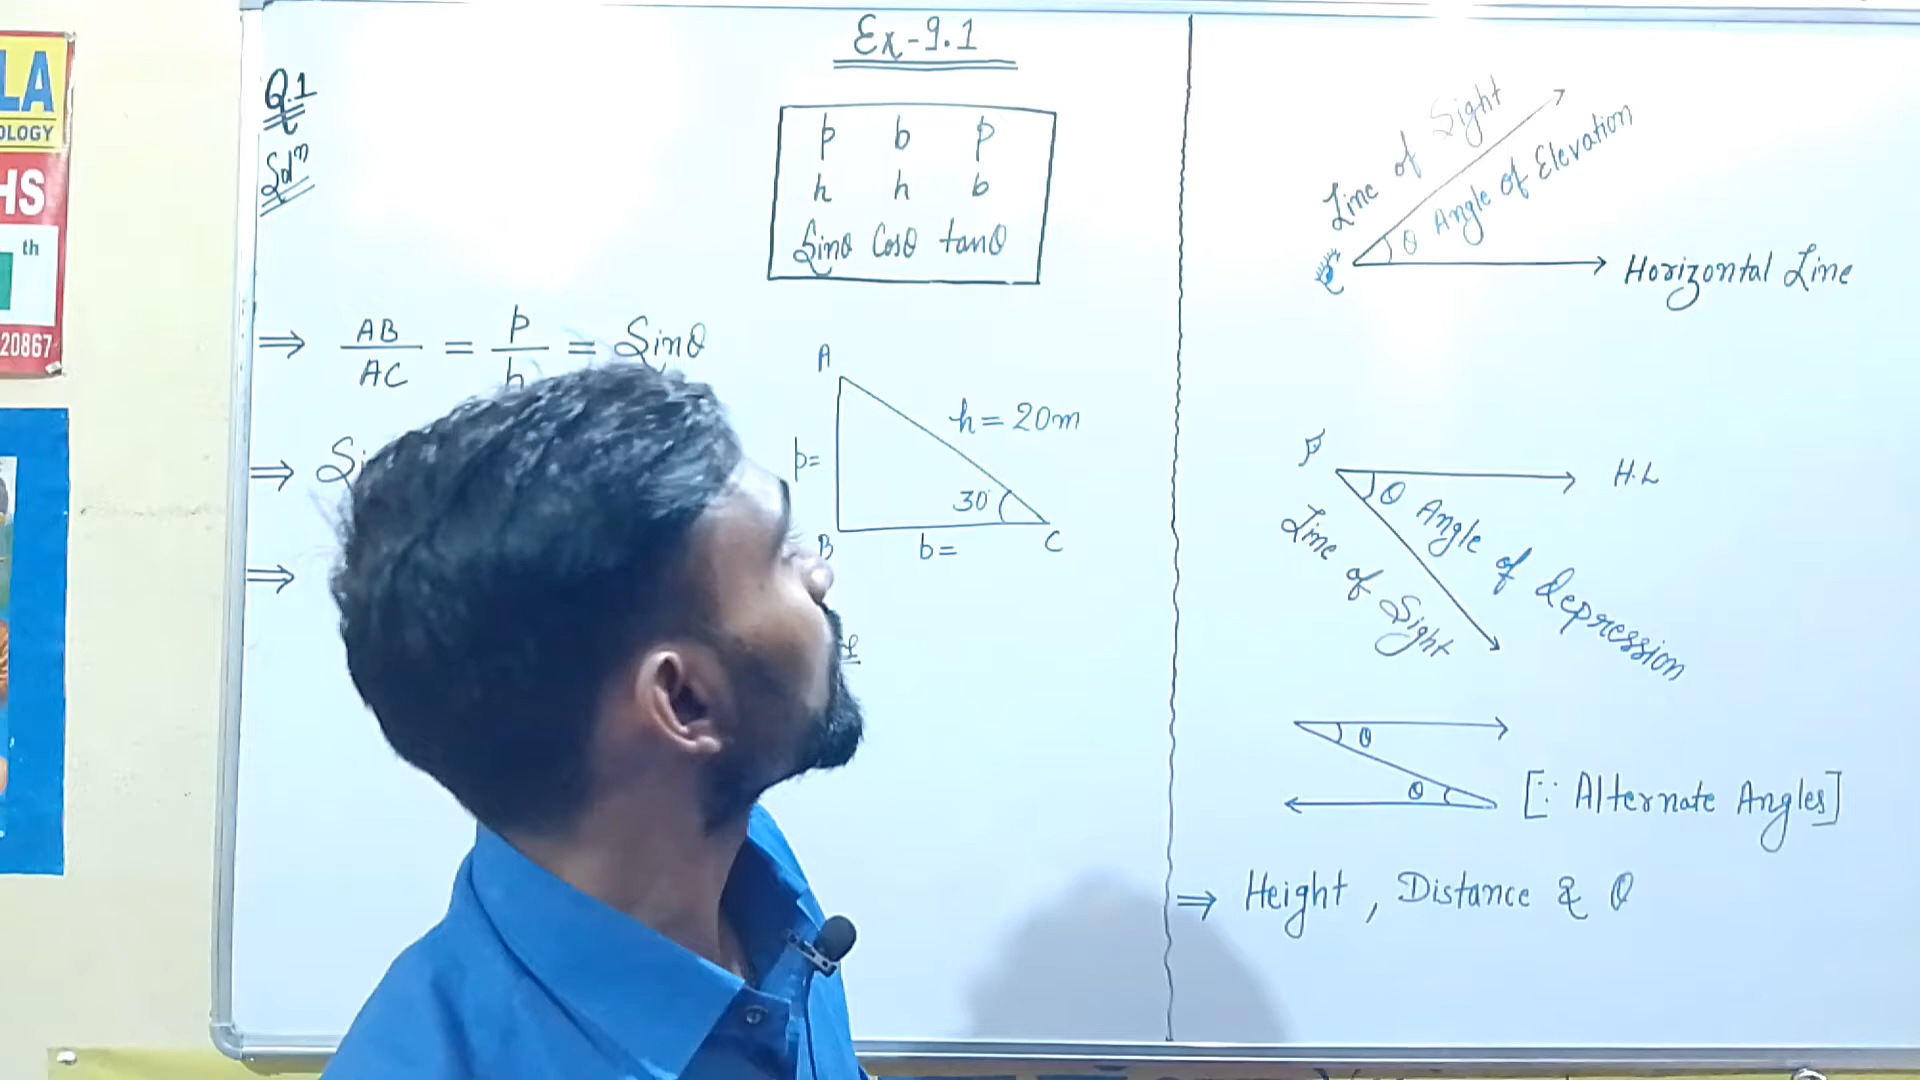 LA
OLOGY
HS
th
20867
Ex-9.1
Q.1
Solⁿ
p b p
h h b
Sinθ Cosθ tanθ
⇒ AB/AC = p/h = Sinθ
⇒
⇒
A
h = 20m
p=
30°
B b= C
Line of Sight
θ Angle of Elevation
Horizontal Line
H.L
θ Angle of depression
Line of Sight
θ
θ [∵ Alternate Angles]
⇒ Height, Distance & θ